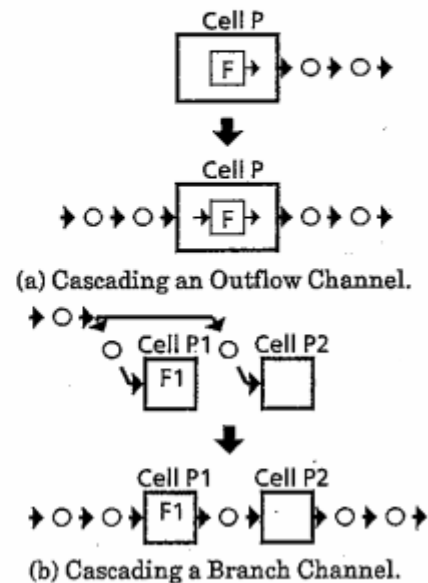 Cell P
F
Cell P
F
(a) Cascading an Outflow Channel.
Cell P1 Cell P2
F1
Cell P1 Cell P2
F1
(b) Cascading a Branch Channel.